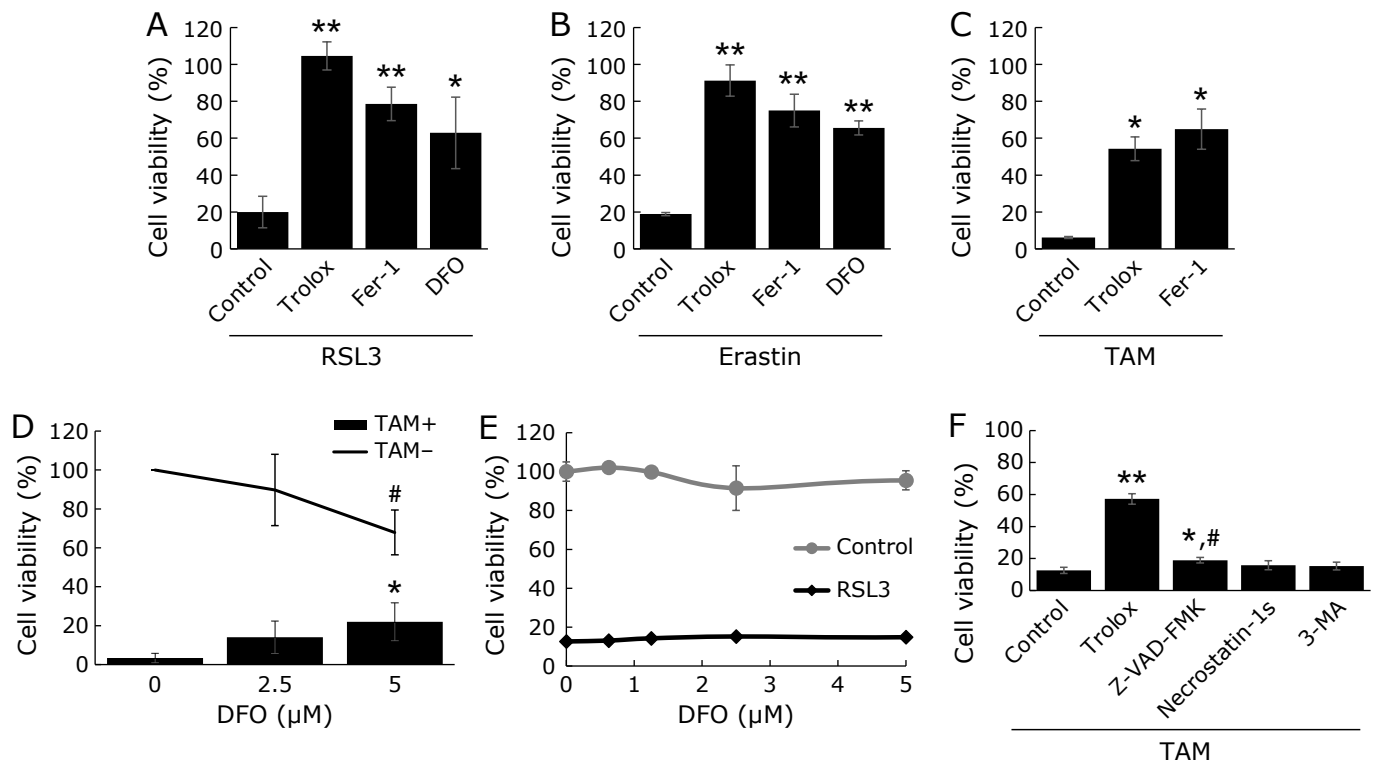 A
Cell viability (%)
120
100
80
60
40
20
0
**
**
*
Control
Trolox
Fer-1
DFO
RSL3
B
Cell viability (%)
120
100
80
60
40
20
0
**
**
**
Control
Trolox
Fer-1
DFO
Erastin
C
Cell viability (%)
120
100
80
60
40
20
0
*
*
Control
Trolox
Fer-1
TAM
D
TAM+
TAM−
Cell viability (%)
120
100
80
60
40
20
0
#
*
0
2.5
5
DFO (μM)
E
Cell viability (%)
120
100
80
60
40
20
0
Control
RSL3
0
1
2
3
4
5
DFO (μM)
F
Cell viability (%)
100
80
60
40
20
0
**
*,#
Control
Trolox
Z-VAD-FMK
Necrostatin-1s
3-MA
TAM